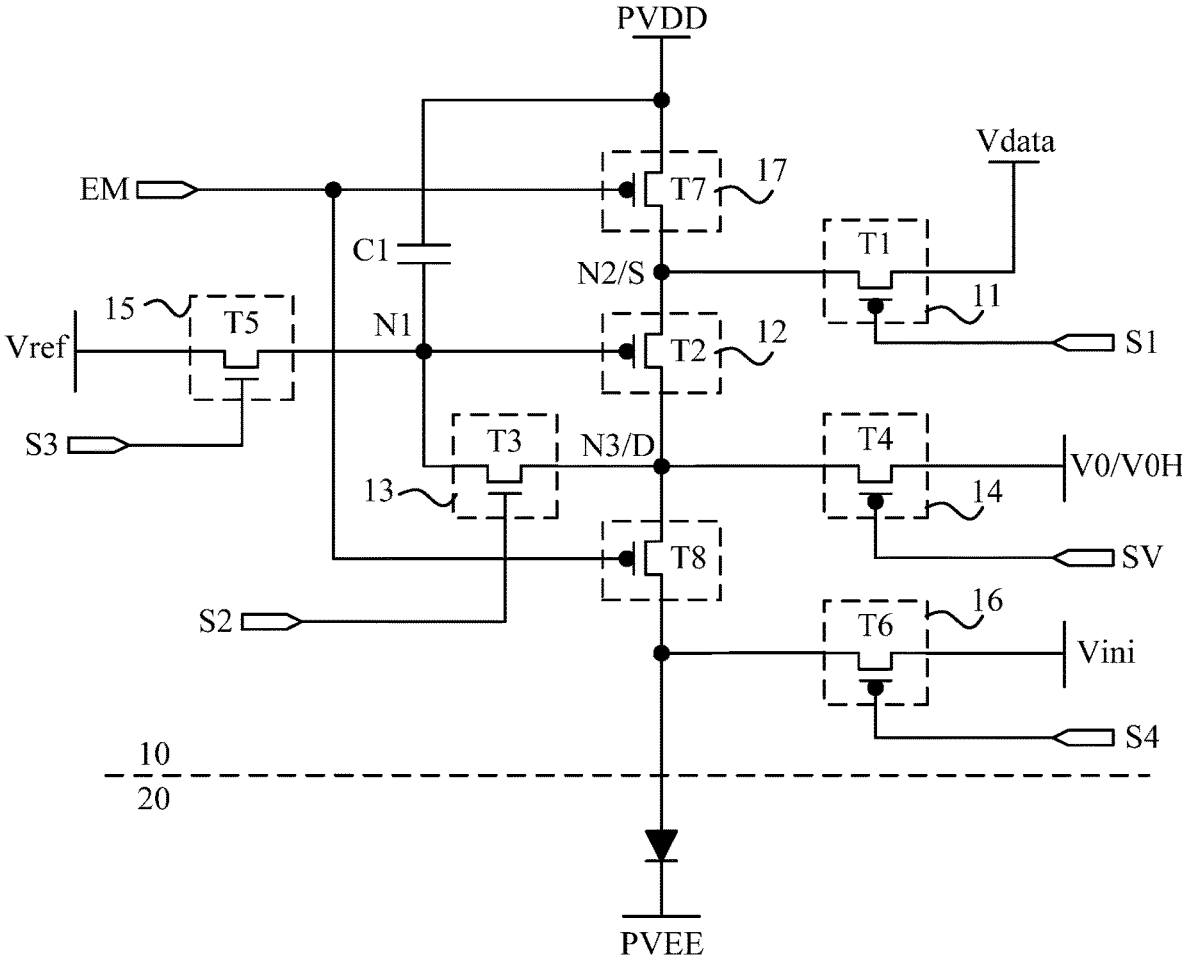 PVDD
Vdata
EM
T7
17
C1
N2/S
T1
11
15
T5
N1
Vref
T2
12
S1
S3
T3
13
N3/D
T4
V0/V0H
14
T8
SV
S2
16
T6
Vini
S4
10
20
PVEE